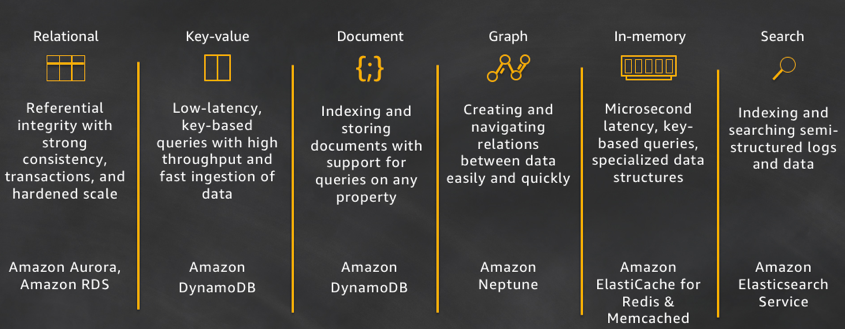 Relational
Referential
integrity with
strong
consistency,
transactions, and
hardened scale
Amazon Aurora,
Amazon RDS
Key-value
Low-latency,
key-based
queries with high
throughput and
fast ingestion of
data
Amazon
DynamoDB
Document
{;}
Indexing and
storing
documents with
support for
queries on any
property
Amazon
DynamoDB
Graph
Creating and
navigating
relations
between data
easily and quickly
Amazon
Neptune
In-memory
Microsecond
latency, key-
based queries,
specialized data
structures
Amazon
ElastiCache for
Redis &
Memcached
Search
Indexing and
searching semi-
structured logs
and data
Amazon
Elasticsearch
Service